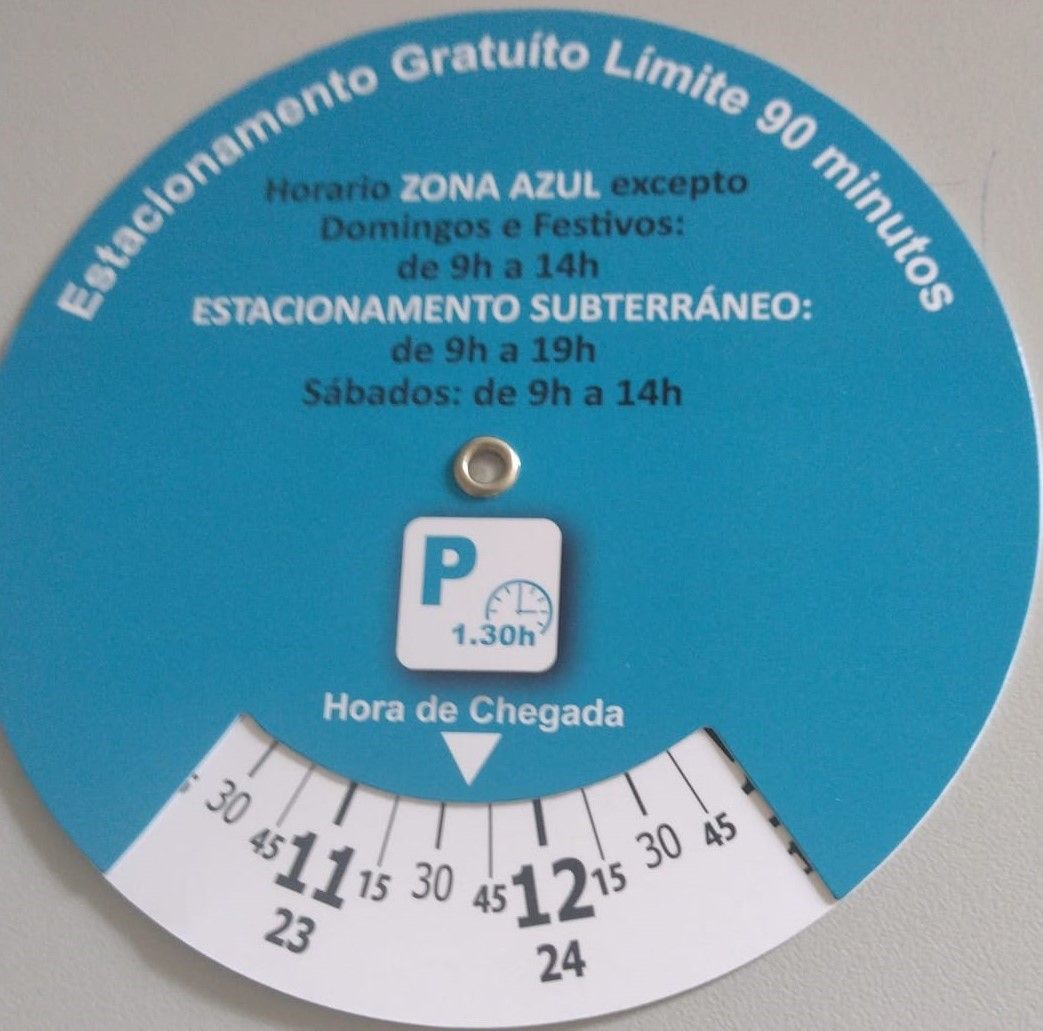 Estacionamento Gratuíto Límite 90 minutos
Horario ZONA AZUL excepto
Domingos e Festivos:
de 9h a 14h
ESTACIONAMENTO SUBTERRÁNEO:
de 9h a 19h
Sábados: de 9h a 14h
P
1.30h
Hora de Chegada
30 45 11 15 30 45 12 15 30 45
23 24